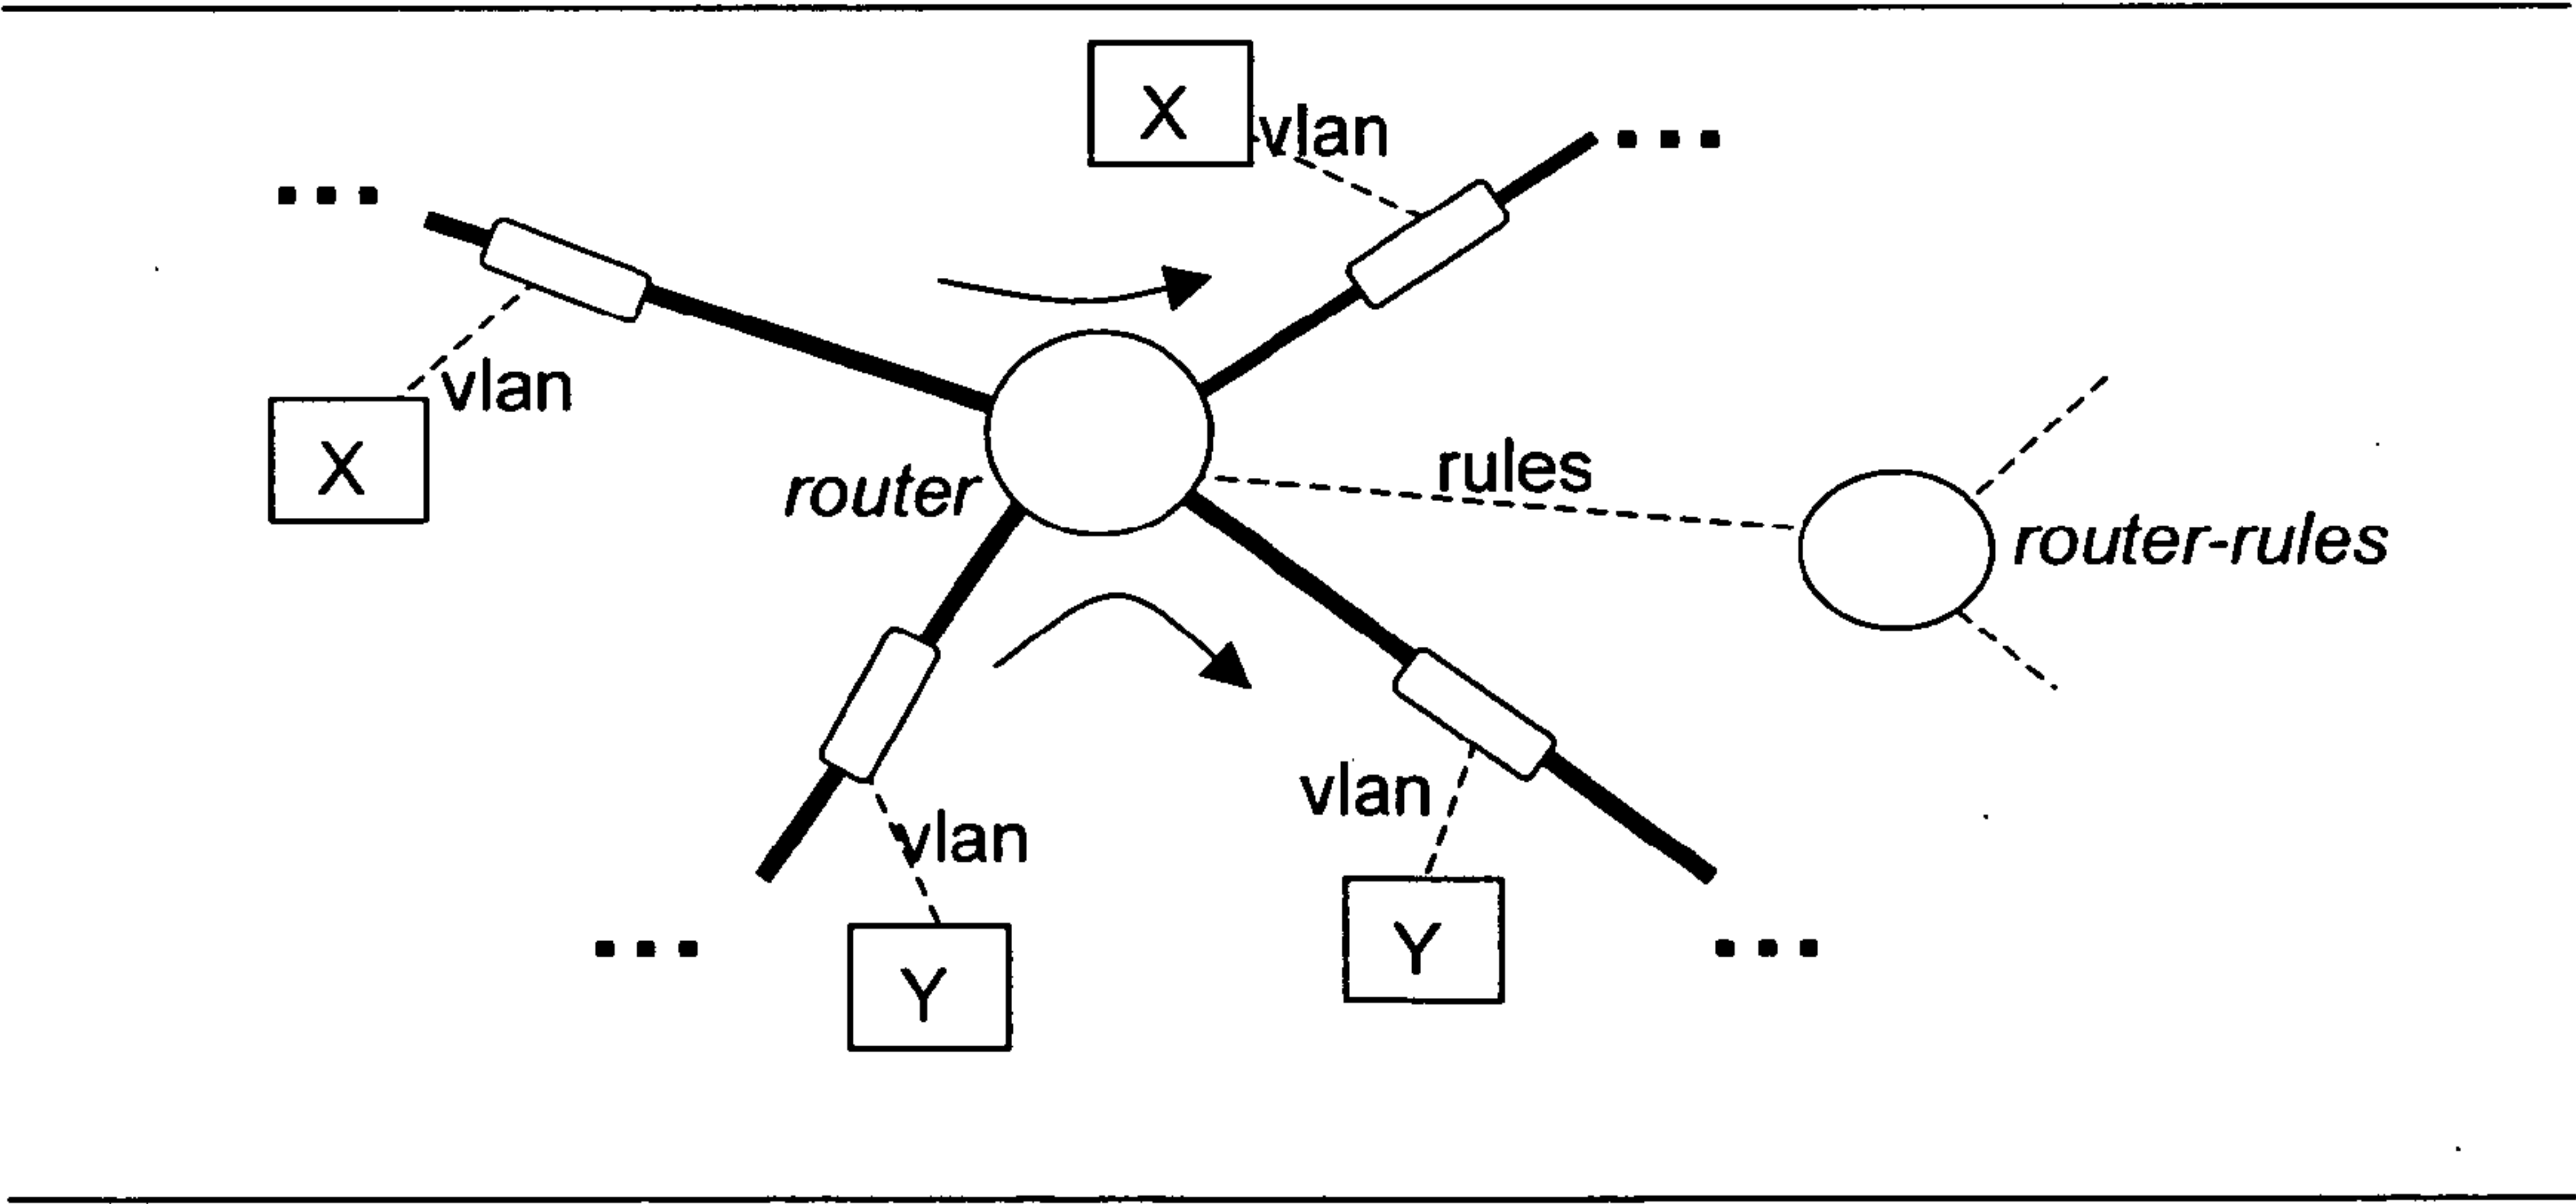 X
vlan
...
...
vlan
X
rules
router
router-rules
vlan
vlan
Y
...
...
Y